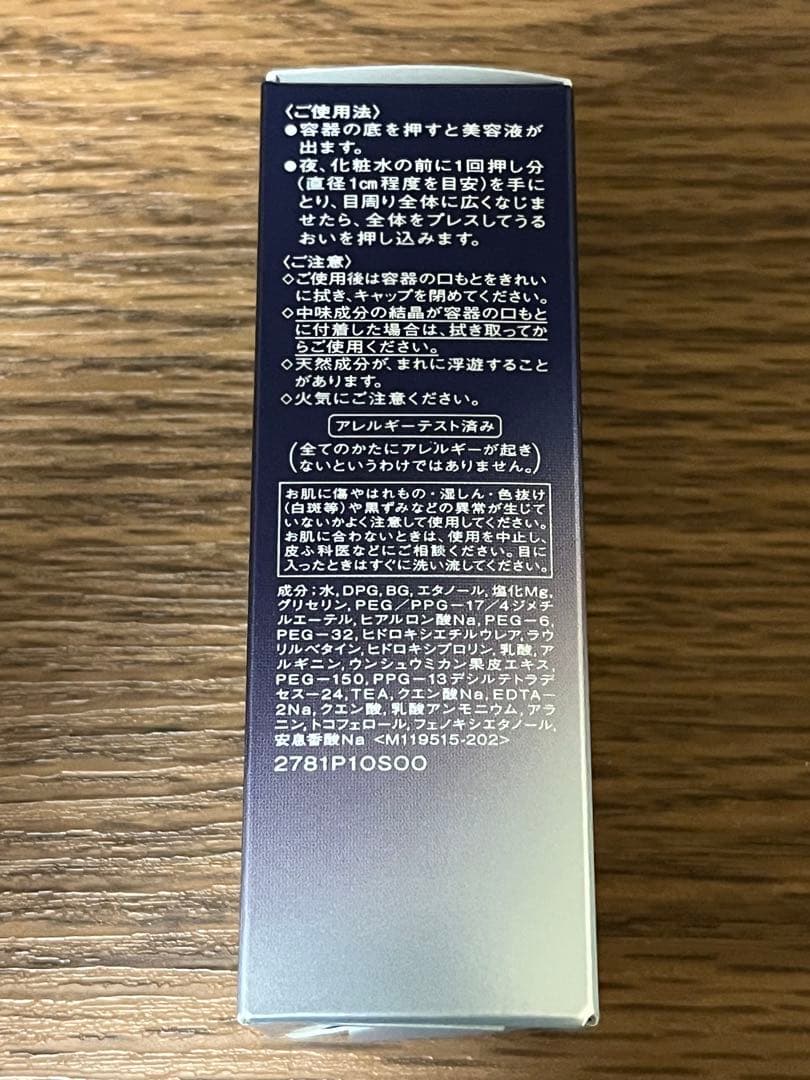 〈ご使用法〉
●容器の底を押すと美容液が
出ます。
●夜、化粧水の前に1回押し分
(直径1cm程度を目安)を手に
とり、目周り全体に広くなじ
ませたら、全体をプレスしてうる
おいを押し込みます。
〈ご注意〉
◇ご使用後は容器の口もとをきれい
に拭き、キャップを閉めてください。
◇中味成分の結晶が容器の口もと
に付着した場合は、拭き取ってか
らご使用ください。
◇天然成分が、まれに浮遊すること
があります。
◇火気にご注意ください。
アレルギーテスト済み
(全てのかたにアレルギーが起き
ないというわけではありません。)
お肌に傷やはれもの・湿しん・色抜け
(白斑等)や黒ずみなどの異常が生じて
いないかよく注意して使用してください。
お肌に合わないときは、使用を中止し、
皮ふ科医などにご相談ください。目に
入ったときはすぐに洗い流してください。
成分:水,DPG,BG,エタノール,塩化Mg,
グリセリン,PEG/PPG-17/4ジメチ
ルエーテル,ヒアルロン酸Na,PEG-6,
PEG-32,ヒドロキシエチルウレア,ラウ
リルベタイン,ヒドロキシプロリン,乳酸,ア
ルギニン,ウンシュウミカン果皮エキス,
PEG-150,PPG-13デシルテトラデ
セス-24,TEA,クエン酸Na,EDTA-
2Na,クエン酸,乳酸アンモニウム,アラ
ニン,トコフェロール,フェノキシエタノール,
安息香酸Na <M119515-202>
2781P10S00